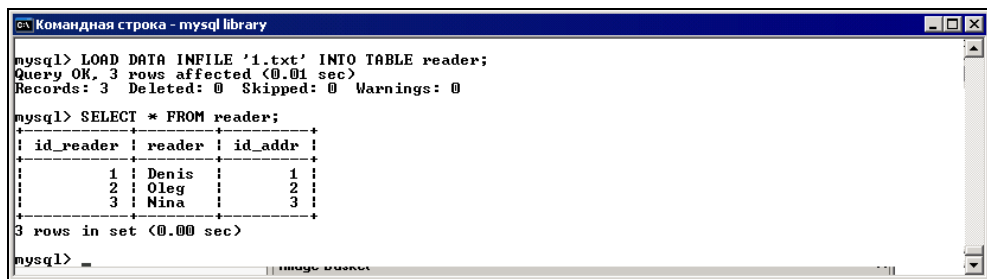 Командная строка - mysql library
mysql> LOAD DATA INFILE '1.txt' INTO TABLE reader;
Query OK, 3 rows affected (0.01 sec)
Records: 3  Deleted: 0  Skipped: 0  Warnings: 0
mysql> SELECT * FROM reader;
+-----------+--------+---------+
| id_reader | reader | id_addr |
+-----------+--------+---------+
|         1 | Denis  |       1 |
|         2 | Oleg   |       2 |
|         3 | Nina   |       3 |
+-----------+--------+---------+
3 rows in set (0.00 sec)
mysql> _